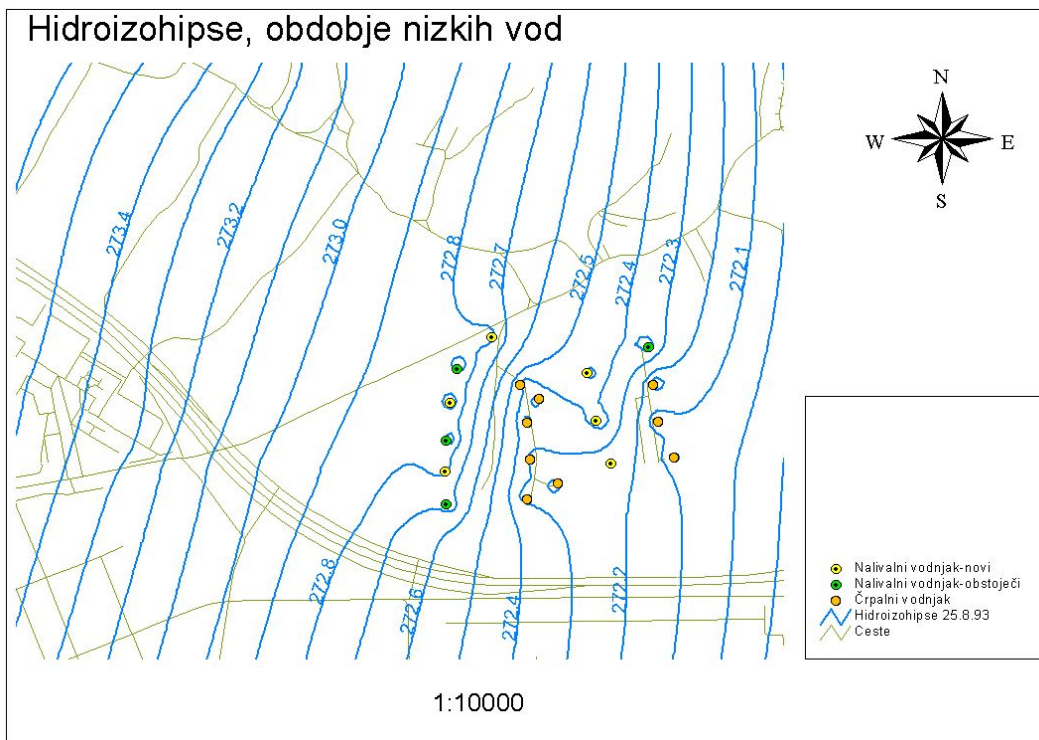 Hidroizohipse, obdobje nizkih vod
N
W
E
S
273.4
273.2
273.0
272.8
272.7
272.5
272.4
272.3
272.1
272.8
272.6
272.4
272.2
Nalivalni vodnjak-novi
Nalivalni vodnjak-obstoječi
Črpalni vodnjak
Hidroizohipse 25.8.93
Ceste
1:10000